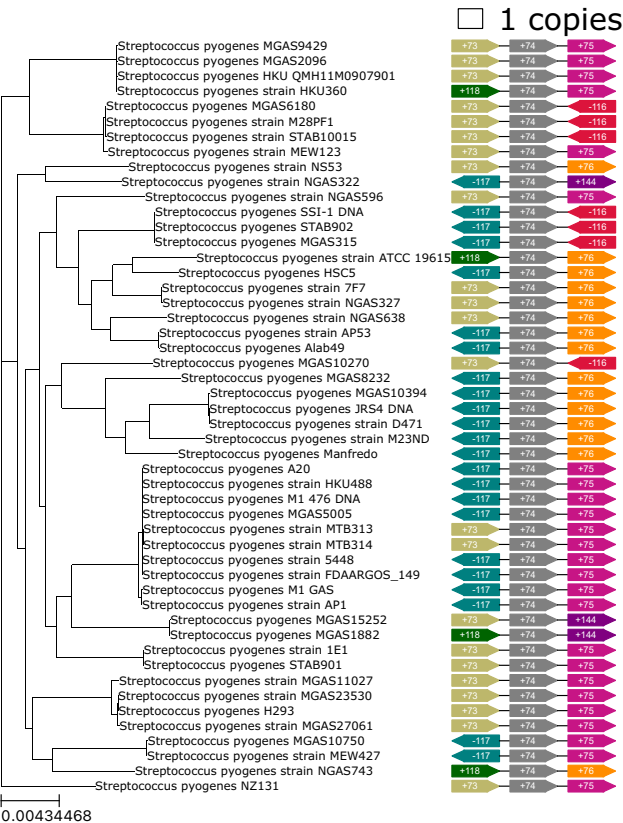 1 copies
Streptococcus pyogenes MGAS9429 +73 +74 +75
Streptococcus pyogenes MGAS2096 +73 +74 +75
Streptococcus pyogenes HKU QMH11M0907901 +73 +74 +75
Streptococcus pyogenes strain HKU360 +118 +74 +75
Streptococcus pyogenes MGAS6180 +73 +74 -116
Streptococcus pyogenes strain M28PF1 +73 +74 -116
Streptococcus pyogenes STAB10015 +73 +74 -116
Streptococcus pyogenes strain MEW123 +73 +74 +75
Streptococcus pyogenes strain NS53 +73 +74 +76
Streptococcus pyogenes strain NGAS322 -117 +74 +144
Streptococcus pyogenes strain NGAS596 +73 +74 +75
Streptococcus pyogenes SSI-1 DNA -117 +74 -116
Streptococcus pyogenes STAB902 -117 +74 -116
Streptococcus pyogenes MGAS315 -117 +74 -116
Streptococcus pyogenes strain ATCC 19615 +118 +74 +76
Streptococcus pyogenes HSC5 -117 +74 +76
Streptococcus pyogenes strain 7F7 +73 +74 +76
Streptococcus pyogenes strain NGAS327 +73 +74 +76
Streptococcus pyogenes strain NGAS638 +73 +74 +76
Streptococcus pyogenes strain AP53 -117 +74 +76
Streptococcus pyogenes Alab49 -117 +74 +76
Streptococcus pyogenes MGAS10270 +73 +74 -116
Streptococcus pyogenes MGAS8232 -117 +74 +76
Streptococcus pyogenes MGAS10394 -117 +74 +76
Streptococcus pyogenes JRS4 DNA -117 +74 +76
Streptococcus pyogenes strain D471 -117 +74 +76
Streptococcus pyogenes strain M23ND -117 +74 +76
Streptococcus pyogenes Manfredo -117 +74 +76
Streptococcus pyogenes A20 -117 +74 +75
Streptococcus pyogenes strain HKU488 -117 +74 +75
Streptococcus pyogenes M1 476 DNA -117 +74 +75
Streptococcus pyogenes MGAS5005 -117 +74 +75
Streptococcus pyogenes strain MTB313 +73 +74 +75
Streptococcus pyogenes strain MTB314 +73 +74 +75
Streptococcus pyogenes strain 5448 -117 +74 +75
Streptococcus pyogenes strain FDAARGOS_149 -117 +74 +75
Streptococcus pyogenes M1 GAS -117 +74 +75
Streptococcus pyogenes strain AP1 -117 +74 +75
Streptococcus pyogenes MGAS15252 +73 +74 +144
Streptococcus pyogenes MGAS1882 +118 +74 +144
Streptococcus pyogenes strain 1E1 +73 +74 +75
Streptococcus pyogenes STAB901 +73 +74 +75
Streptococcus pyogenes strain MGAS11027 +73 +74 +75
Streptococcus pyogenes strain MGAS23530 +73 +74 +75
Streptococcus pyogenes H293 +73 +74 +75
Streptococcus pyogenes strain MGAS27061 +73 +74 +75
Streptococcus pyogenes MGAS10750 -117 +74 +75
Streptococcus pyogenes strain MEW427 -117 +74 +75
Streptococcus pyogenes strain NGAS743 +118 +74 +76
Streptococcus pyogenes NZ131 +73 +74 +75
0.00434468